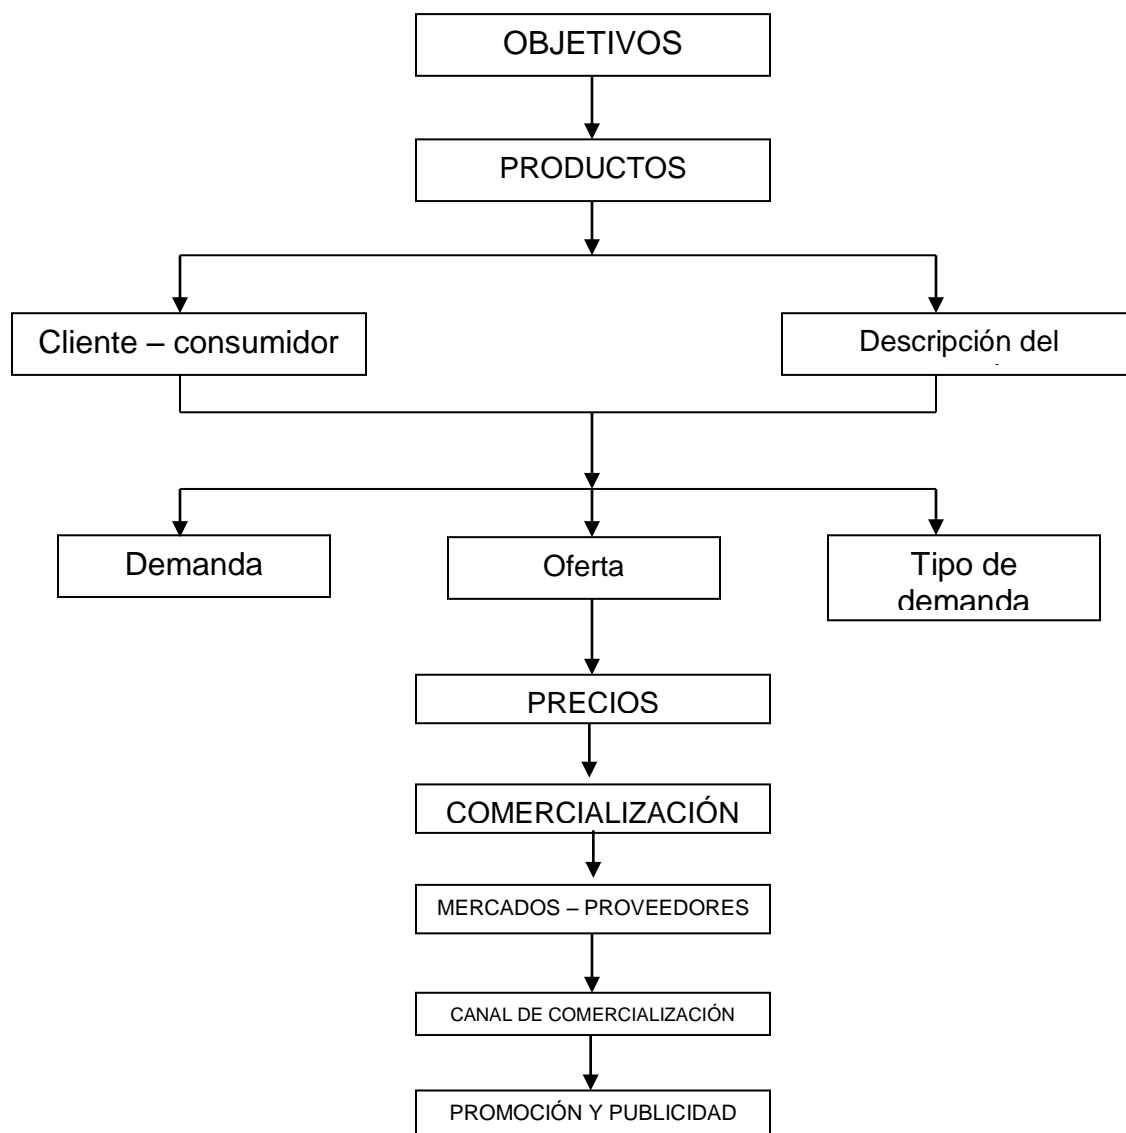 OBJETIVOS
PRODUCTOS
Cliente – consumidor
Descripción del
Demanda
Oferta
Tipo de
demanda
PRECIOS
COMERCIALIZACIÓN
MERCADOS – PROVEEDORES
CANAL DE COMERCIALIZACIÓN
PROMOCIÓN Y PUBLICIDAD